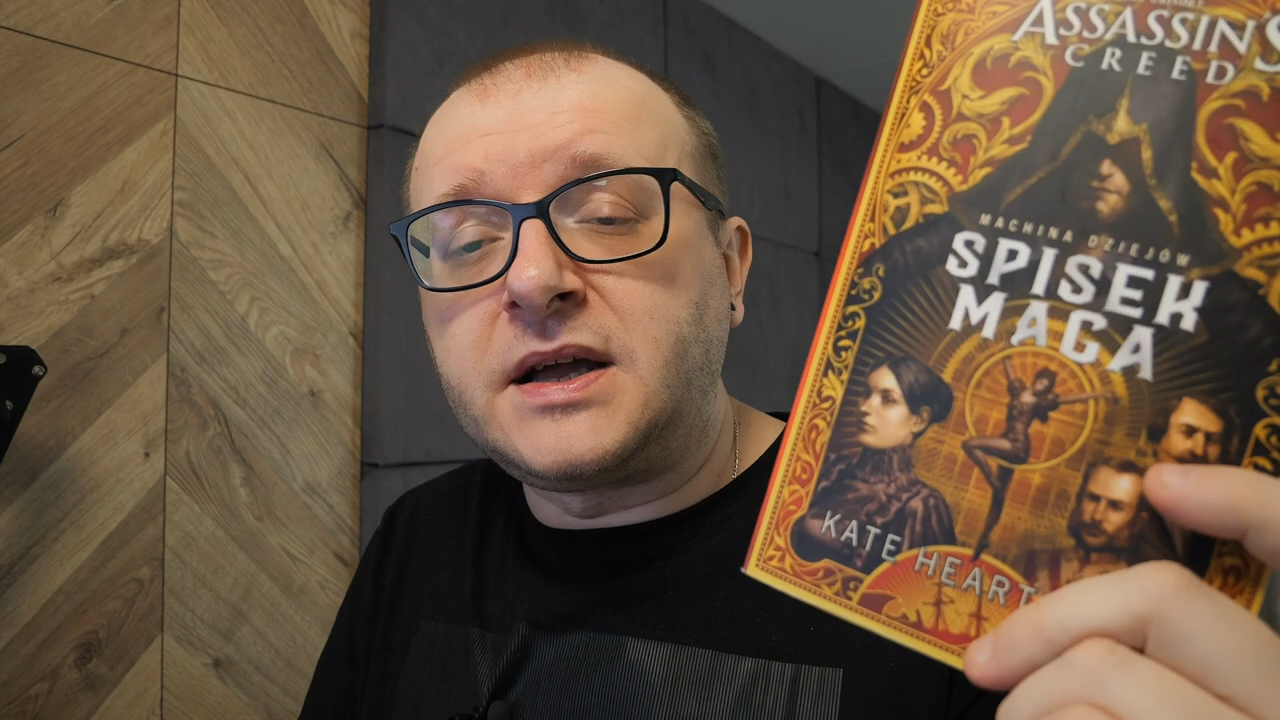 ASSASSIN'S
CREED
MACHINA DZIEJÓW
SPISEK
MAGA
KATE HEART